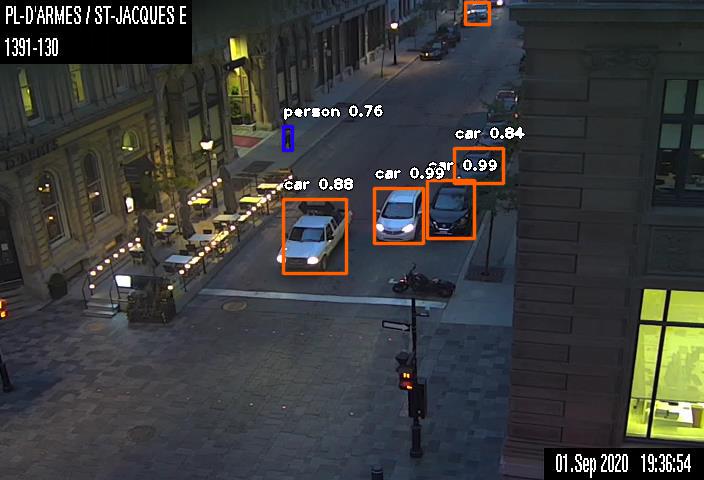 PL-D'ARMES / ST-JACQUES E
1391-130
person 0.76
car 0.84
car 0.99
car 0.99
car 0.88
01.Sep 2020 19:36:54